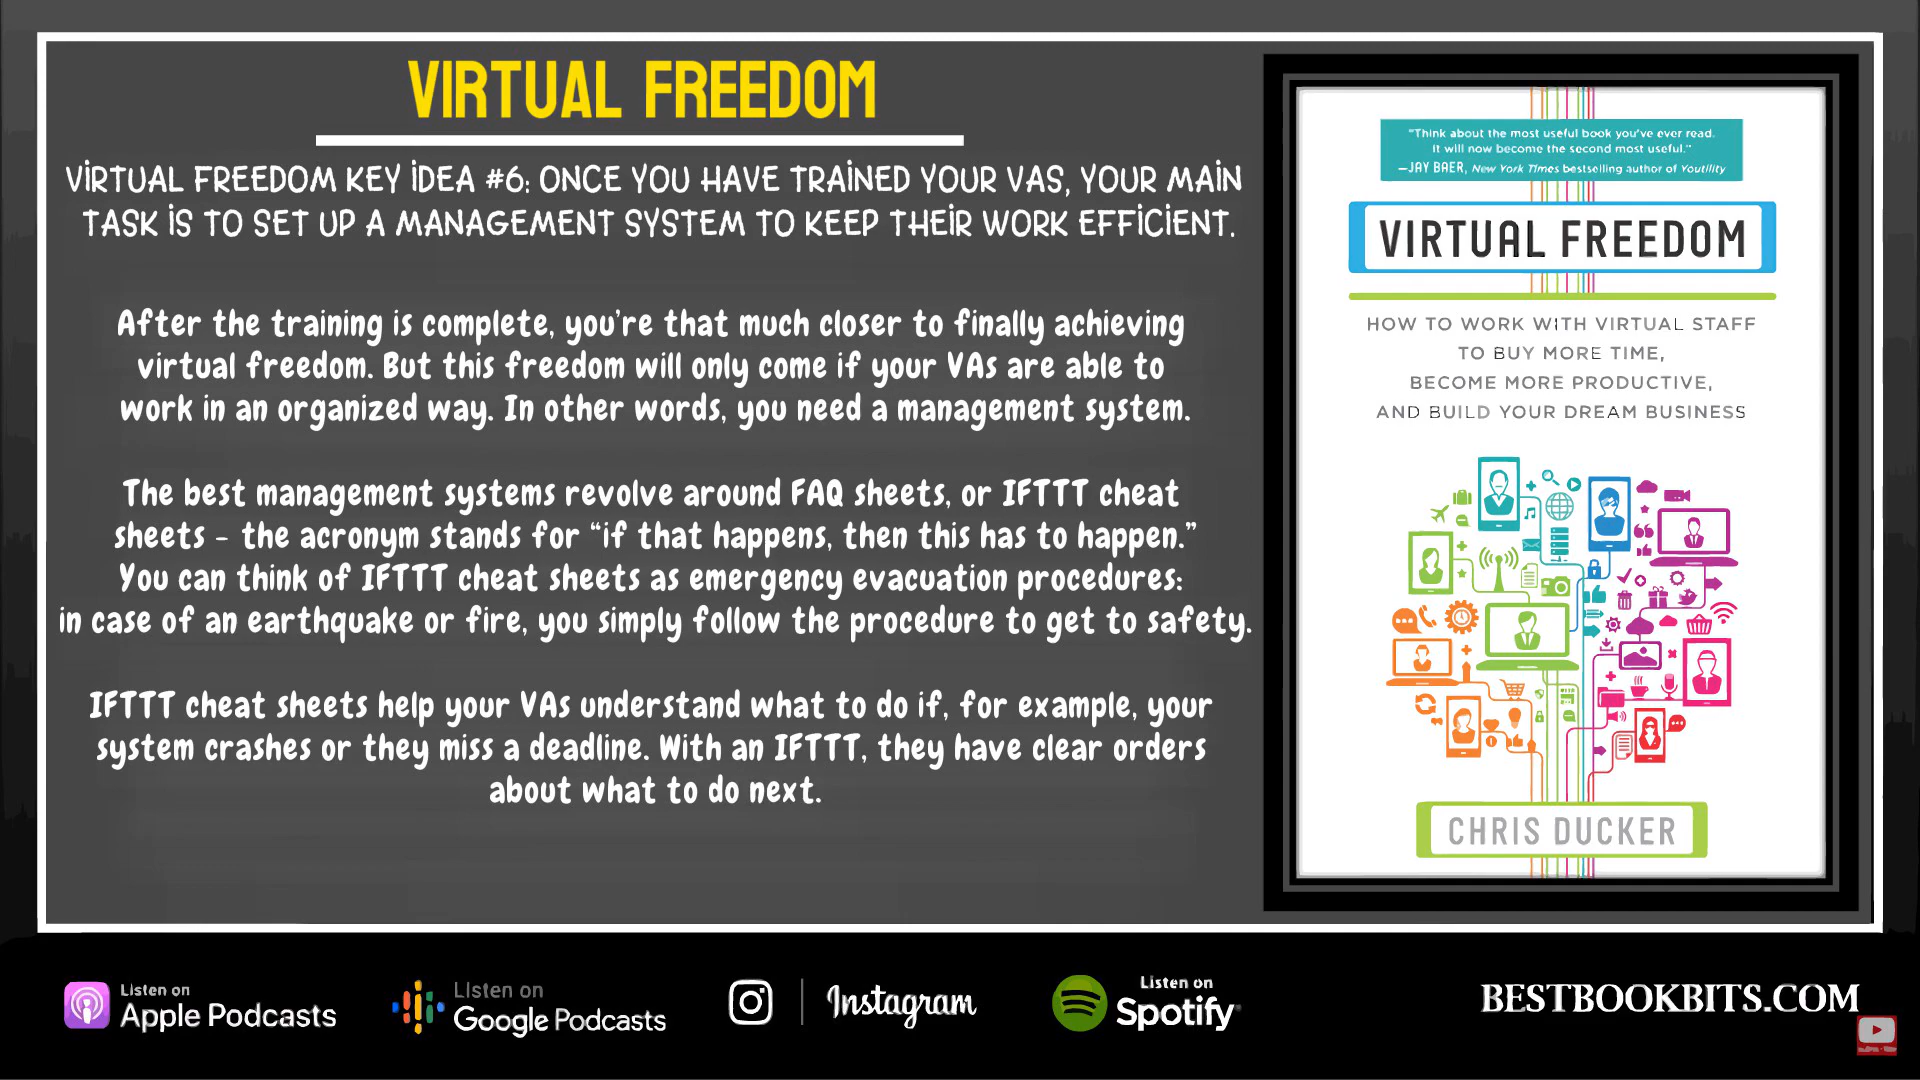 VIRTUAL FREEDOM
VIRTUAL FREEDOM KEY IDEA #6: ONCE YOU HAVE TRAINED YOUR VAS, YOUR MAIN
TASK IS TO SET UP A MANAGEMENT SYSTEM TO KEEP THEIR WORK EFFICIENT.
After the training is complete, you're that much closer to finally achieving
virtual freedom. But this freedom will only come if your VAs are able to
work in an organized way. In other words, you need a management system.
The best management systems revolve around FAQ sheets, or IFTTT cheat
sheets – the acronym stands for “if that happens, then this has to happen.”
You can think of IFTTT cheat sheets as emergency evacuation procedures:
in case of an earthquake or fire, you simply follow the procedure to get to safety.
IFTTT cheat sheets help your VAs understand what to do if, for example, your
system crashes or they miss a deadline. With an IFTTT, they have clear orders
about what to do next.
"Think about the most useful book you've ever read.
It will now become the second most useful."
—JAY BAER, New York Times bestselling author of Youtility
VIRTUAL FREEDOM
HOW TO WORK WITH VIRTUAL STAFF
TO BUY MORE TIME,
BECOME MORE PRODUCTIVE,
AND BUILD YOUR DREAM BUSINESS
CHRIS DUCKER
Listen on
Apple Podcasts
Listen on
Google Podcasts
Instagram
Listen on
Spotify
BESTBOOKBITS.COM